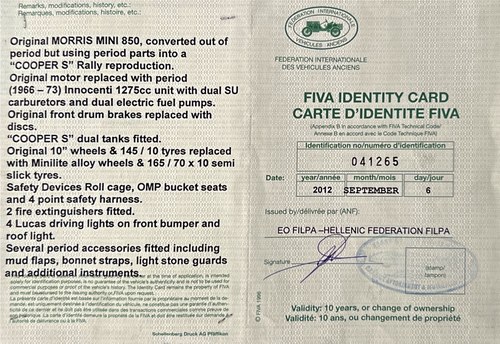 Remarks, modifications, history, etc.:
Remarques, modifications, histoire, etc.:
Original MORRIS MINI 850, converted out of
period but using period parts into a
“COOPER S” Rally reproduction.
Original motor replaced with period
(1966 – 73) Innocenti 1275cc unit with dual SU
carburetors and dual electric fuel pumps.
Original front drum brakes replaced with
discs.
“COOPER S” dual tanks fitted.
Original 10” wheels & 145 / 10 tyres replaced
with Minilite alloy wheels & 165 / 70 x 10 semi
slick tyres.
Safety Devices Roll cage, OMP bucket seats
and 4 point safety harness.
2 fire extinguishers fitted.
4 Lucas driving lights on front bumper and
roof light.
Several period accessories fitted including
mud flaps, bonnet straps, light stone guards
and additional instruments.
Schellenberg Druck AG Pfäffikon
FEDERATION INTERNATIONALE
VEHICULES ANCIENS
FEDERATION INTERNATIONALE
DES VEHICULES ANCIENS
FIVA IDENTITY CARD
CARTE D'IDENTITE FIVA
(Appendix B in accordance with FIVA Technical Code/
Annexe B en accord avec le Code Technique FIVA)
Identification no/numéro d'identification
041265
Date: year/année month/mois day/jour
2012 SEPTEMBER 6
Issued by/délivrée par (ANF):
EO FILPA –HELLENIC FEDERATION FILPA
Signature
(stamp/
tampon)
© FIVA 1998
Validity: 10 years, or change of ownership
Validité: 10 ans, ou changement de propriété